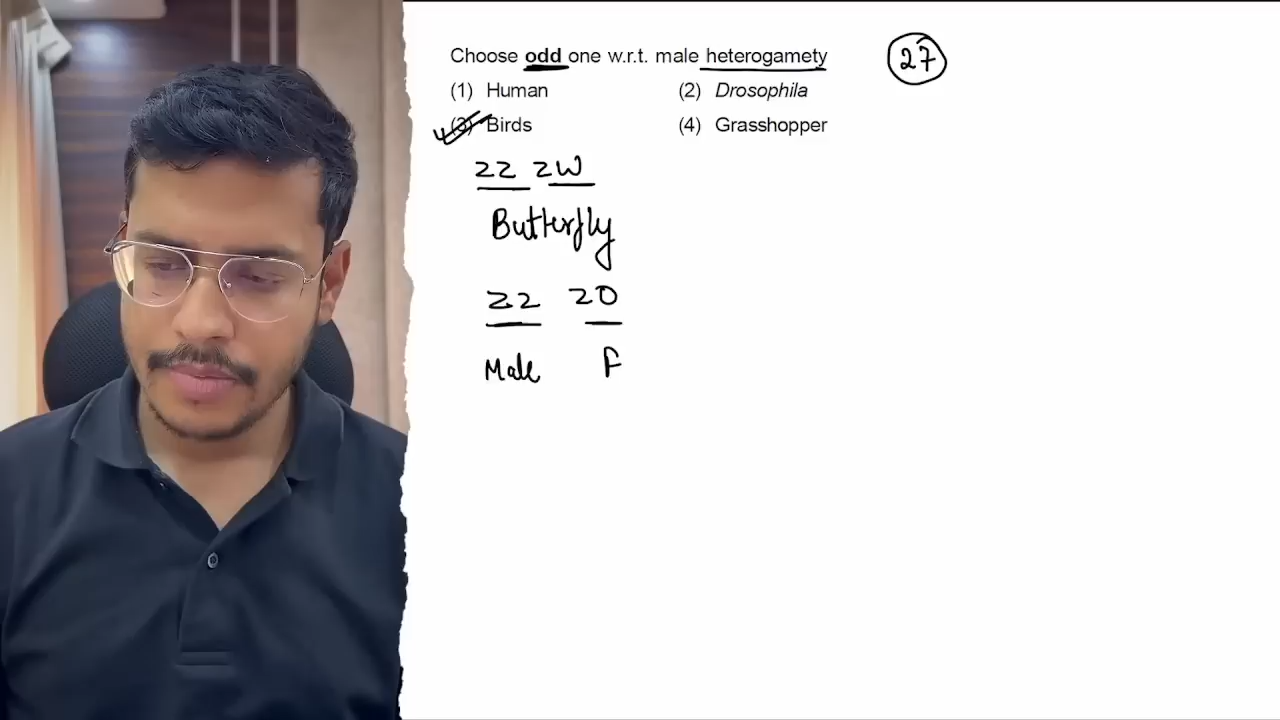 Choose odd one w.r.t. male heterogamety
27
(1) Human (2) Drosophila
(3) Birds (4) Grasshopper
ZZ ZW
Butterfly
ZZ ZO
Male F